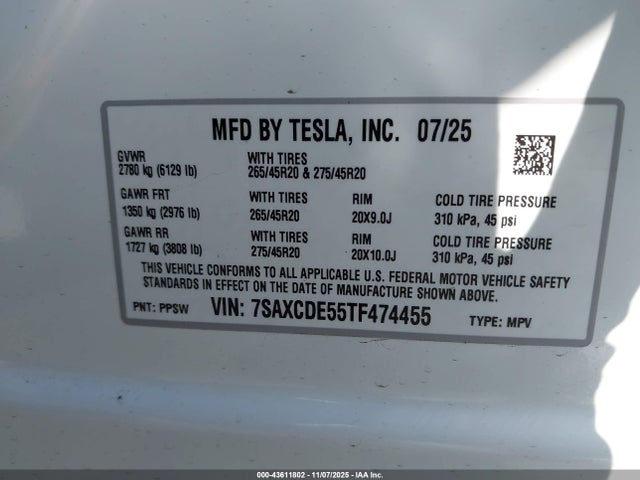 MFD BY TESLA, INC. 07/25
GVWR
2780 kg (6129 lb)
WITH TIRES
265/45R20 & 275/45R20
GAWR FRT WITH TIRES RIM COLD TIRE PRESSURE
1350 kg (2976 lb) 265/45R20 20X9.0J 310 kPa, 45 psi
GAWR RR WITH TIRES RIM COLD TIRE PRESSURE
1727 kg (3808 lb) 275/45R20 20X10.0J 310 kPa, 45 psi
THIS VEHICLE CONFORMS TO ALL APPLICABLE U.S. FEDERAL MOTOR VEHICLE SAFETY
STANDARDS IN EFFECT ON THE DATE OF MANUFACTURE SHOWN ABOVE.
PNT: PPSW VIN: 7SAXCDE55TF474455 TYPE: MPV
000-43611802 - 11/07/2025 - IAA Inc.